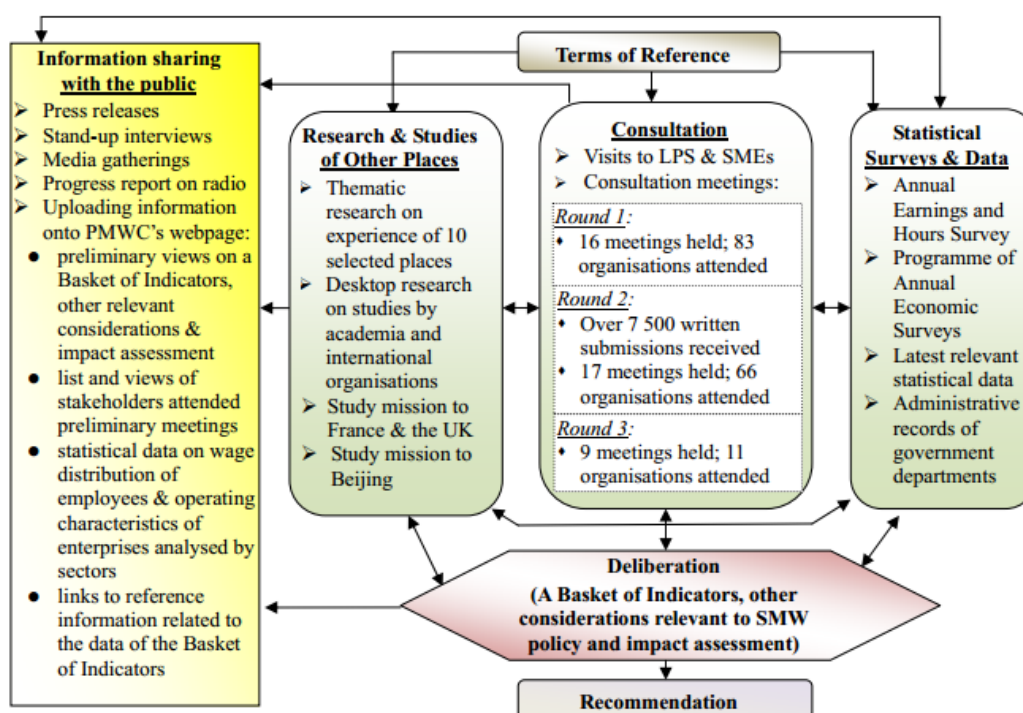 Terms of Reference
Information sharing
with the public
➢ Press releases
➢ Stand-up interviews
➢ Media gatherings
➢ Progress report on radio
➢ Uploading information
onto PMWC's webpage:
● preliminary views on a
Basket of Indicators,
other relevant
considerations &
impact assessment
● list and views of
stakeholders attended
preliminary meetings
● statistical data on wage
distribution of
employees & operating
characteristics of
enterprises analysed by
sectors
● links to reference
information related to
the data of the Basket
of Indicators
Research & Studies
of Other Places
➢ Thematic
research on
experience of 10
selected places
➢ Desktop
research on
studies by
academia and
international
organisations
➢ Study mission to
France & the UK
➢ Study mission to
Beijing
Consultation
➢ Visits to LPS & SMEs
➢ Consultation meetings:
Round 1:
♦ 16 meetings held; 83
organisations attended
Round 2:
♦ Over 7 500 written
submissions received
♦ 17 meetings held; 66
organisations attended
Round 3:
♦ 9 meetings held; 11
organisations attended
Statistical
Surveys & Data
➢ Annual
Earnings and
Hours Survey
➢ Programme of
Annual
Economic
Surveys
➢ Latest relevant
statistical data
➢ Administrative
records of
government
departments
Deliberation
(A Basket of Indicators, other
considerations relevant to SMW
policy and impact assessment)
Recommendation